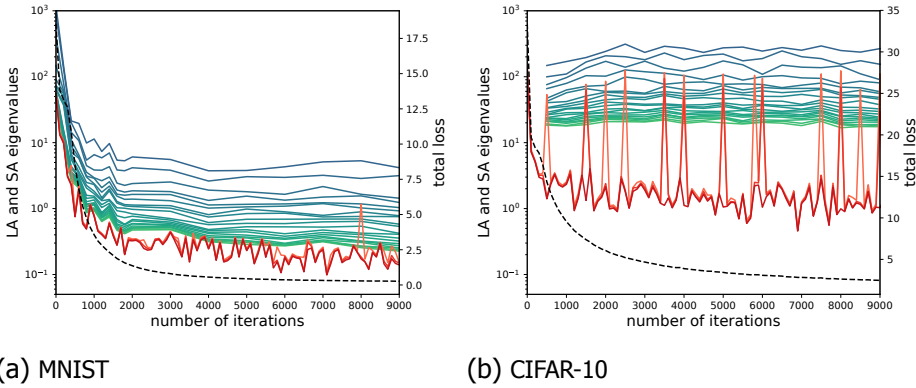 10³
10²
10¹
10⁰
10⁻¹
LA and SA eigenvalues
17.5
15.0
12.5
10.0
7.5
5.0
2.5
0.0
total loss
0 1000 2000 3000 4000 5000 6000 7000 8000 9000
number of iterations
(a) MNIST
10³
10²
10¹
10⁰
10⁻¹
LA and SA eigenvalues
35
30
25
20
15
10
5
total loss
0 1000 2000 3000 4000 5000 6000 7000 8000 9000
number of iterations
(b) CIFAR-10